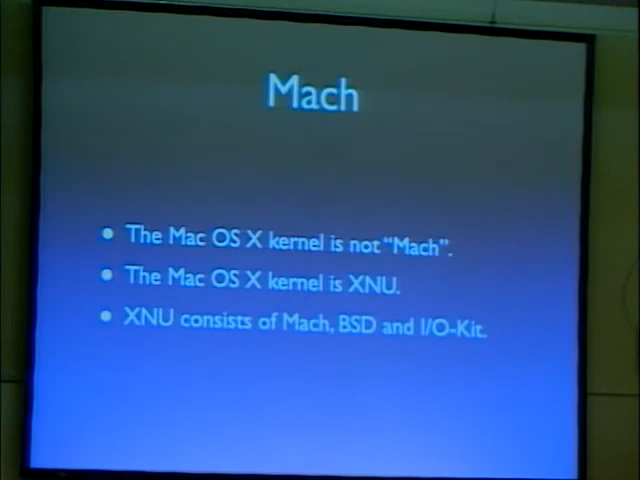 Mach
• The Mac OS X kernel is not “Mach”.
• The Mac OS X kernel is XNU.
• XNU consists of Mach, BSD and I/O-Kit.